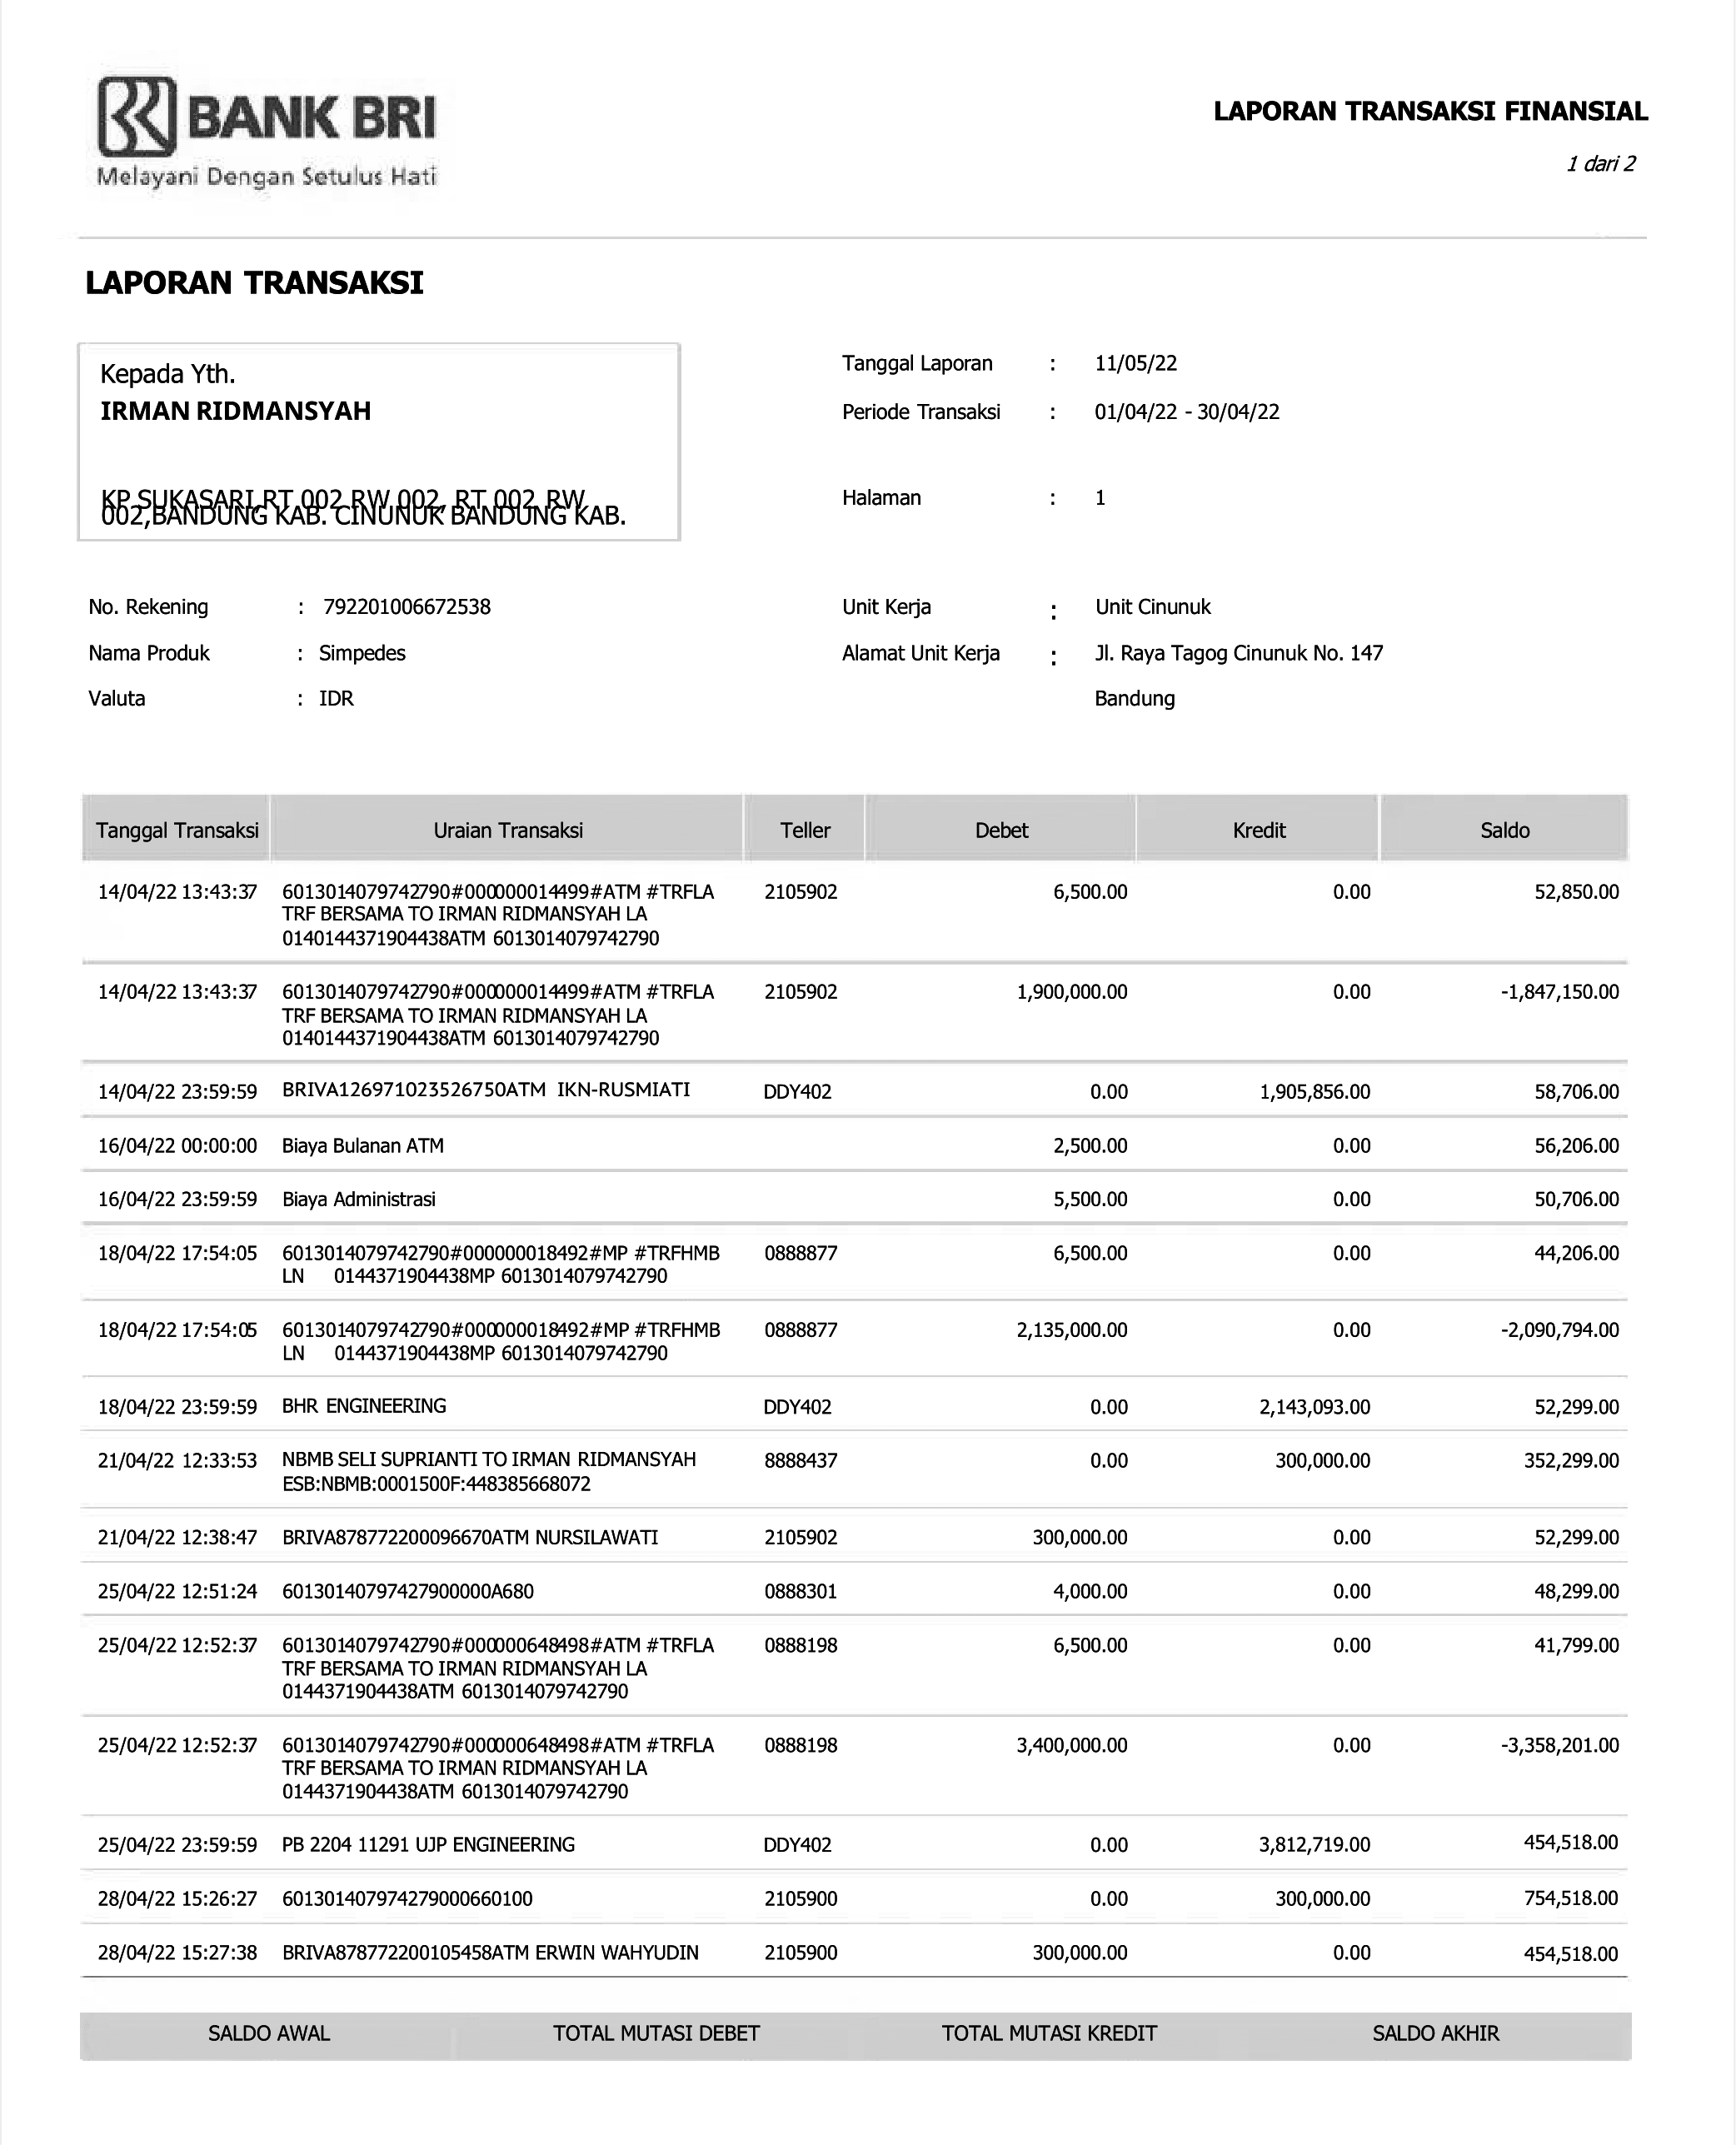 BANK BRI
Melayani Dengan Setulus Hati
LAPORAN TRANSAKSI FINANSIAL
1 dari 2
LAPORAN TRANSAKSI
Kepada Yth.
IRMAN RIDMANSYAH
KP SUKASARI,RT 002 RW 002, RT 002 RW
002,BANDUNG KAB. CINUNUK BANDUNG KAB.
Tanggal Laporan : 11/05/22
Periode Transaksi : 01/04/22 - 30/04/22
Halaman : 1
No. Rekening : 792201006672538
Nama Produk : Simpedes
Valuta : IDR
Unit Kerja : Unit Cinunuk
Alamat Unit Kerja : Jl. Raya Tagog Cinunuk No. 147
Bandung
Tanggal Transaksi Uraian Transaksi Teller Debet Kredit Saldo
14/04/22 13:43:37 6013014079742790#000000014499#ATM #TRFLA 2105902 6,500.00 0.00 52,850.00
TRF BERSAMA TO IRMAN RIDMANSYAH LA
0140144371904438ATM 6013014079742790
14/04/22 13:43:37 6013014079742790#000000014499#ATM #TRFLA 2105902 1,900,000.00 0.00 -1,847,150.00
TRF BERSAMA TO IRMAN RIDMANSYAH LA
0140144371904438ATM 6013014079742790
14/04/22 23:59:59 BRIVA126971023526750ATM IKN-RUSMIATI DDY402 0.00 1,905,856.00 58,706.00
16/04/22 00:00:00 Biaya Bulanan ATM 2,500.00 0.00 56,206.00
16/04/22 23:59:59 Biaya Administrasi 5,500.00 0.00 50,706.00
18/04/22 17:54:05 6013014079742790#000000018492#MP #TRFHMB 0888877 6,500.00 0.00 44,206.00
LN 0144371904438MP 6013014079742790
18/04/22 17:54:05 6013014079742790#000000018492#MP #TRFHMB 0888877 2,135,000.00 0.00 -2,090,794.00
LN 0144371904438MP 6013014079742790
18/04/22 23:59:59 BHR ENGINEERING DDY402 0.00 2,143,093.00 52,299.00
21/04/22 12:33:53 NBMB SELI SUPRIANTI TO IRMAN RIDMANSYAH 8888437 0.00 300,000.00 352,299.00
ESB:NBMB:0001500F:448385668072
21/04/22 12:38:47 BRIVA878772200096670ATM NURSILAWATI 2105902 300,000.00 0.00 52,299.00
25/04/22 12:51:24 60130140797427900000A680 0888301 4,000.00 0.00 48,299.00
25/04/22 12:52:37 6013014079742790#000000648498#ATM #TRFLA 0888198 6,500.00 0.00 41,799.00
TRF BERSAMA TO IRMAN RIDMANSYAH LA
0144371904438ATM 6013014079742790
25/04/22 12:52:37 6013014079742790#000000648498#ATM #TRFLA 0888198 3,400,000.00 0.00 -3,358,201.00
TRF BERSAMA TO IRMAN RIDMANSYAH LA
0144371904438ATM 6013014079742790
25/04/22 23:59:59 PB 2204 11291 UJP ENGINEERING DDY402 0.00 3,812,719.00 454,518.00
28/04/22 15:26:27 601301407974279000660100 2105900 0.00 300,000.00 754,518.00
28/04/22 15:27:38 BRIVA878772200105458ATM ERWIN WAHYUDIN 2105900 300,000.00 0.00 454,518.00
SALDO AWAL TOTAL MUTASI DEBET TOTAL MUTASI KREDIT SALDO AKHIR